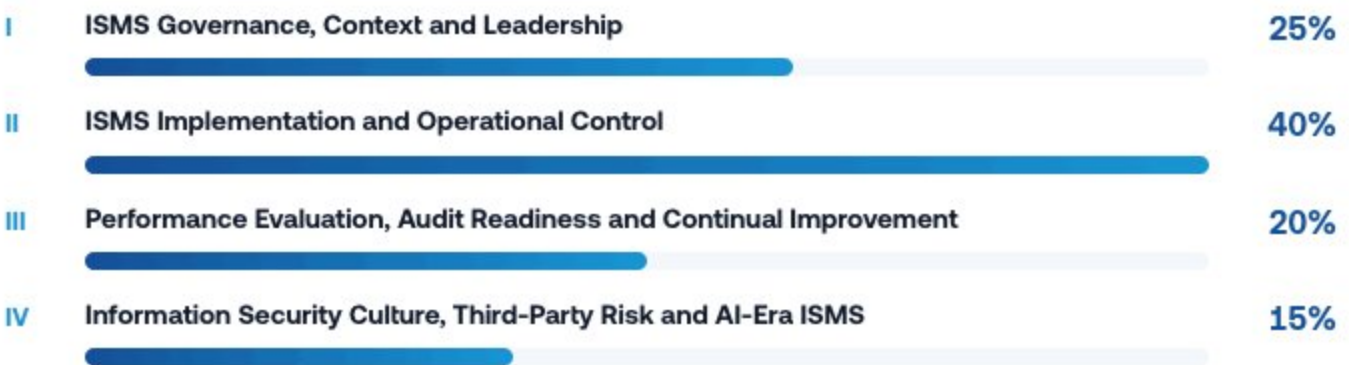 I ISMS Governance, Context and Leadership 25%
II ISMS Implementation and Operational Control 40%
III Performance Evaluation, Audit Readiness and Continual Improvement 20%
IV Information Security Culture, Third-Party Risk and AI-Era ISMS 15%